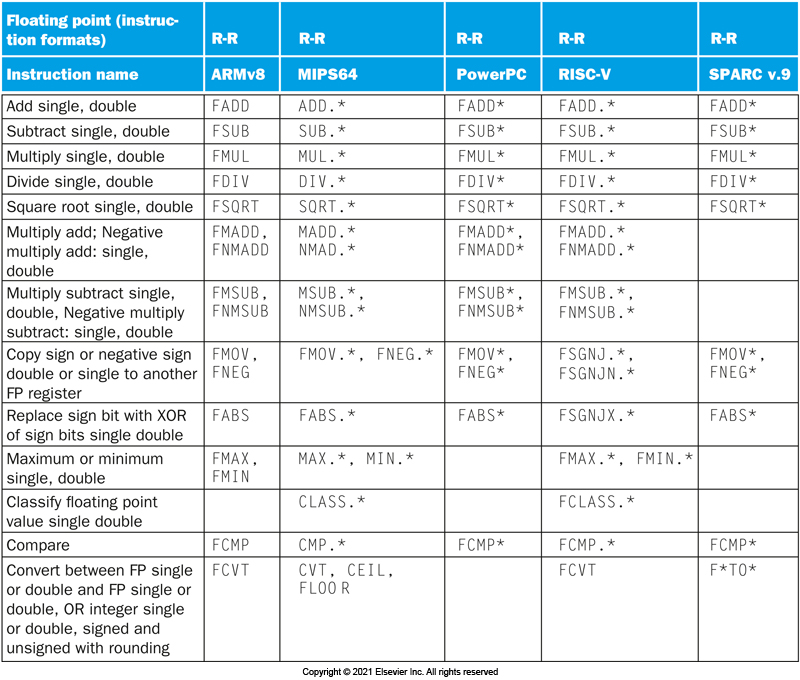 Floating point (instruc-
tion formats) R-R R-R R-R R-R R-R
Instruction name ARMv8 MIPS64 PowerPC RISC-V SPARC v.9
Add single, double FADD ADD.* FADD* FADD.* FADD*
Subtract single, double FSUB SUB.* FSUB* FSUB.* FSUB*
Multiply single, double FMUL MUL.* FMUL* FMUL.* FMUL*
Divide single, double FDIV DIV.* FDIV* FDIV.* FDIV*
Square root single, double FSQRT SQRT.* FSQRT* FSQRT.* FSQRT*
Multiply add; Negative FMADD, MADD.* FMADD*, FMADD.*
multiply add: single, FNMADD NMAD.* FNMADD* FNMADD.*
double
Multiply subtract single, FMSUB, MSUB.*, FMSUB*, FMSUB.*,
double, Negative multiply FNMSUB NMSUB.* FNMSUB* FNMSUB.*
subtract: single, double
Copy sign or negative sign FMOV, FMOV.*, FNEG.* FMOV*, FSGNJ.*, FMOV*,
double or single to another FNEG FNEG* FSGNJN.* FNEG*
FP register
Replace sign bit with XOR FABS FABS.* FABS* FSGNJX.* FABS*
of sign bits single double
Maximum or minimum FMAX, MAX.*, MIN.* FMAX.*, FMIN.*
single, double FMIN
Classify floating point CLASS.* FCLASS.*
value single double
Compare FCMP CMP.* FCMP* FCMP.* FCMP*
Convert between FP single FCVT CVT, CEIL, FCVT F*TO*
or double and FP single or FLOOR
double, OR integer single
or double, signed and
unsigned with rounding
Copyright © 2021 Elsevier Inc. All rights reserved